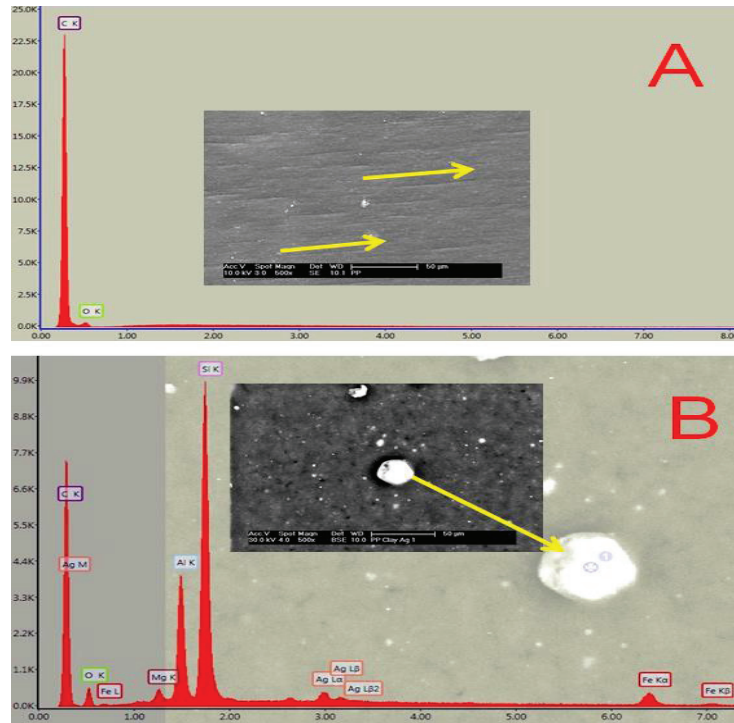 25.0K
C K
22.5K
A
20.0K
17.5K
15.0K
12.5K
10.0K
7.5K
5.0K
Acc.V Spot Magn Det WD 50 µm
10.0 kV 3.0 500x SE 10.1 PP
2.5K
O K
0.0K
0.00 1.00 2.00 3.00 4.00 5.00 6.00 7.00 8.0
Si K
9.9K
B
8.8K
7.7K
C K
6.6K
5.5K
Acc.V Spot Magn Det WD 50 µm
30.0 kV 4.0 500x BSE 10.0 PP Clay Ag 1
1
4.4K
Ag M
Al K
3.3K
2.2K
1.1K
O K
Fe L
Mg K
Ag Lβ
Ag Lα
Ag Lβ2
Fe Kα
Fe Kβ
0.0K
0.00 1.00 2.00 3.00 4.00 5.00 6.00 7.00